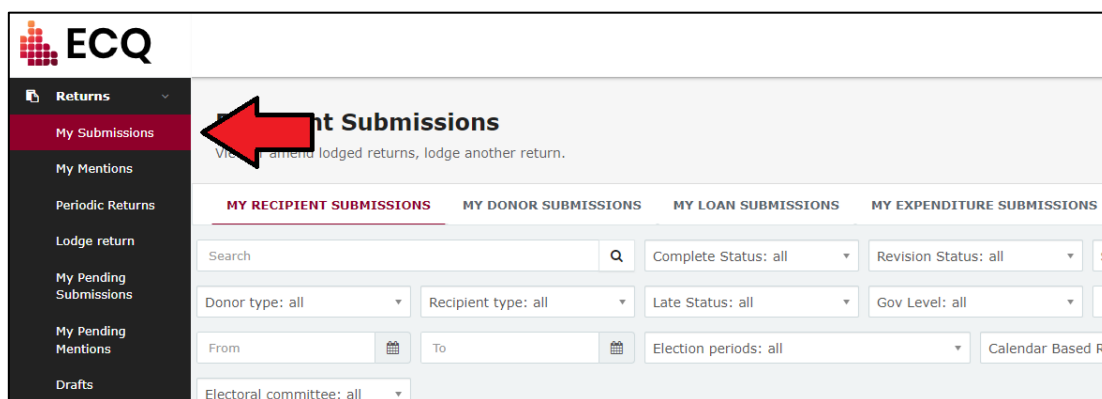 ECQ
Returns
My Submissions
My Mentions
Periodic Returns
Lodge return
My Pending
Submissions
My Pending
Mentions
Drafts
Submissions
amend lodged returns, lodge another return.
MY RECIPIENT SUBMISSIONS MY DONOR SUBMISSIONS MY LOAN SUBMISSIONS MY EXPENDITURE SUBMISSIONS
Search Complete Status: all Revision Status: all
Donor type: all Recipient type: all Late Status: all Gov Level: all
From To Election periods: all Calendar Based
Electoral committee: all